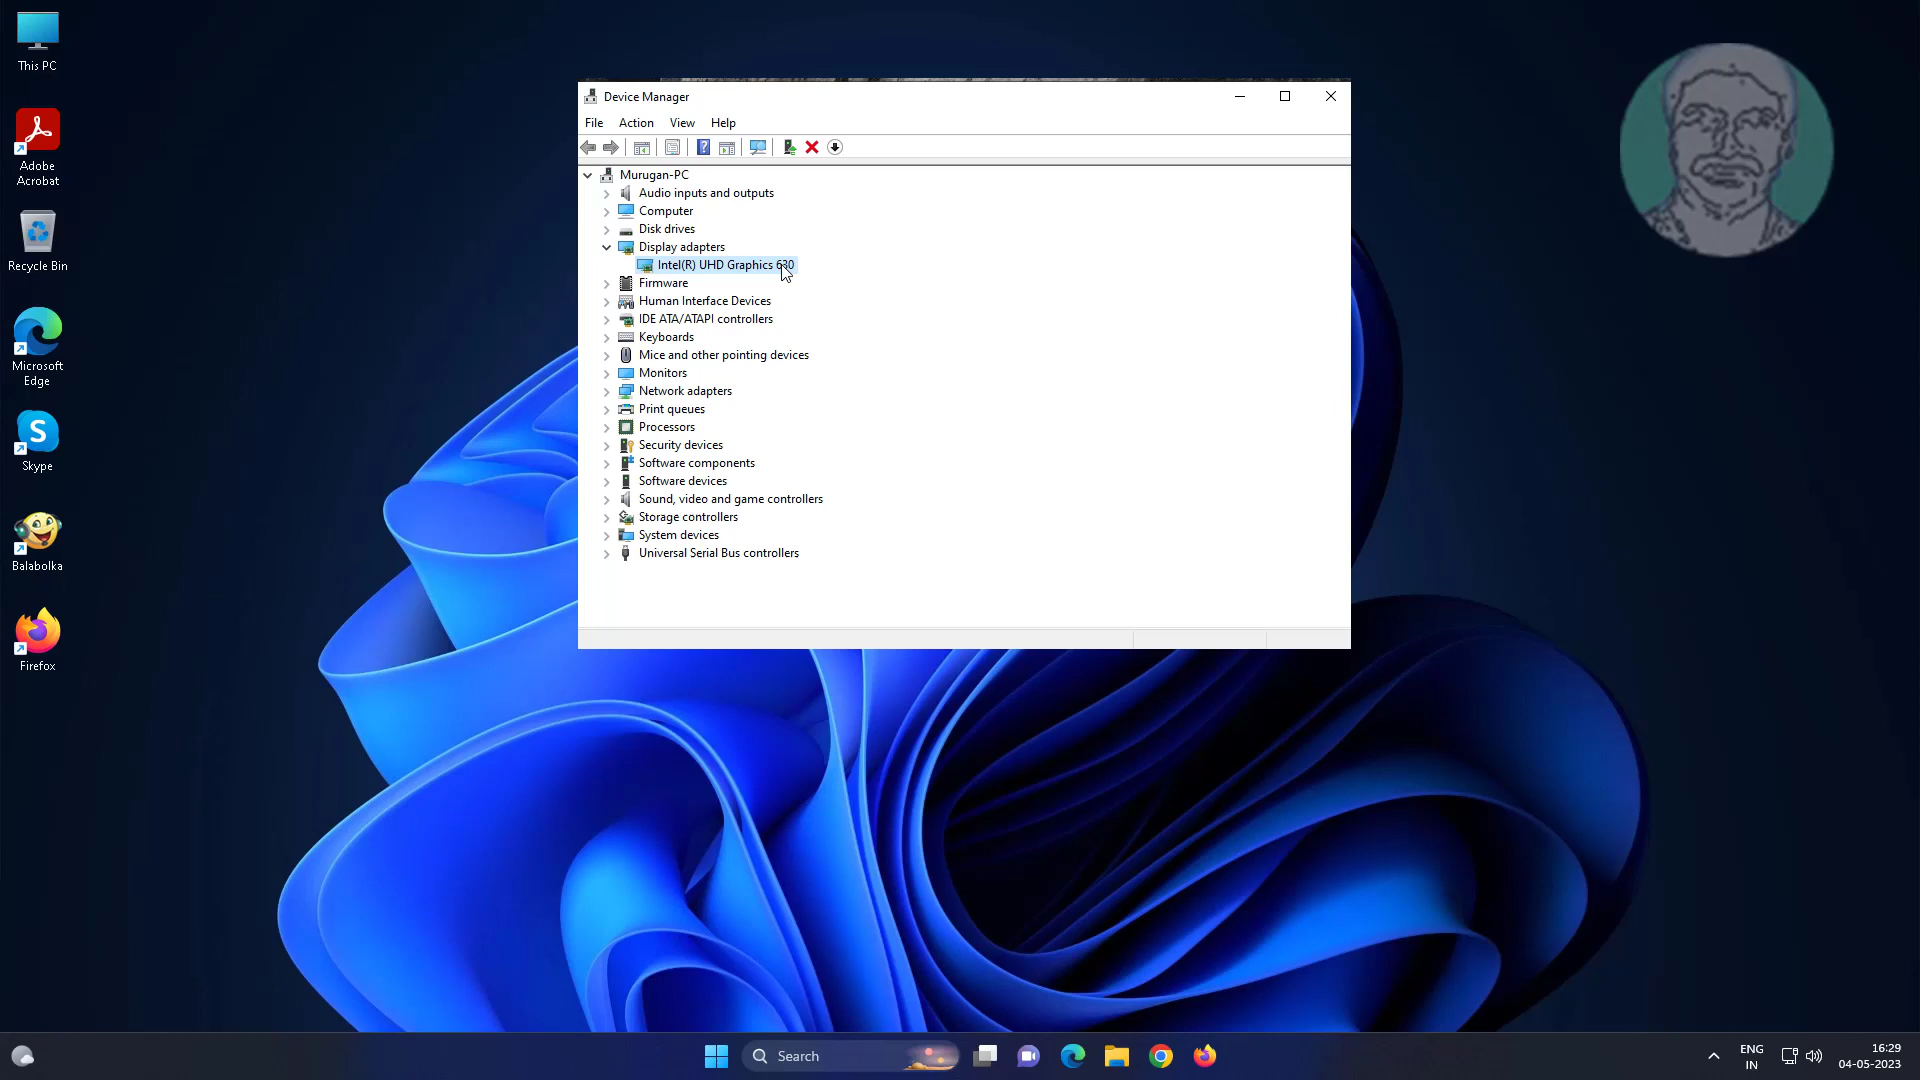 This PC
Adobe
Acrobat
Recycle Bin
Microsoft
Edge
Skype
Balabolka
Firefox
Device Manager
File Action View Help
Murugan-PC
Audio inputs and outputs
Computer
Disk drives
Display adapters
Intel(R) UHD Graphics 630
Firmware
Human Interface Devices
IDE ATA/ATAPI controllers
Keyboards
Mice and other pointing devices
Monitors
Network adapters
Print queues
Processors
Security devices
Software components
Software devices
Sound, video and game controllers
Storage controllers
System devices
Universal Serial Bus controllers
Search
ENG
IN
16:29
04-05-2023